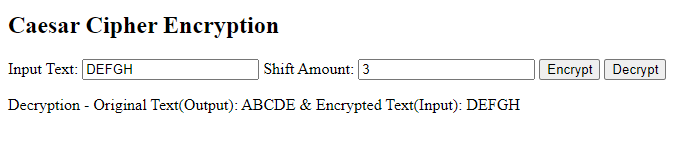 Caesar Cipher Encryption
Input Text: DEFGH Shift Amount: 3 Encrypt Decrypt
Decryption - Original Text(Output): ABCDE & Encrypted Text(Input): DEFGH